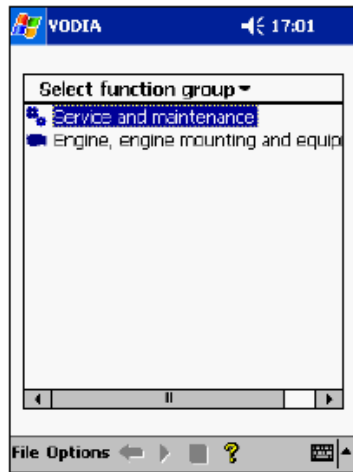 VODIA 17:01
Select function group
Service and maintenance
Engine, engine mounting and equip
File Options